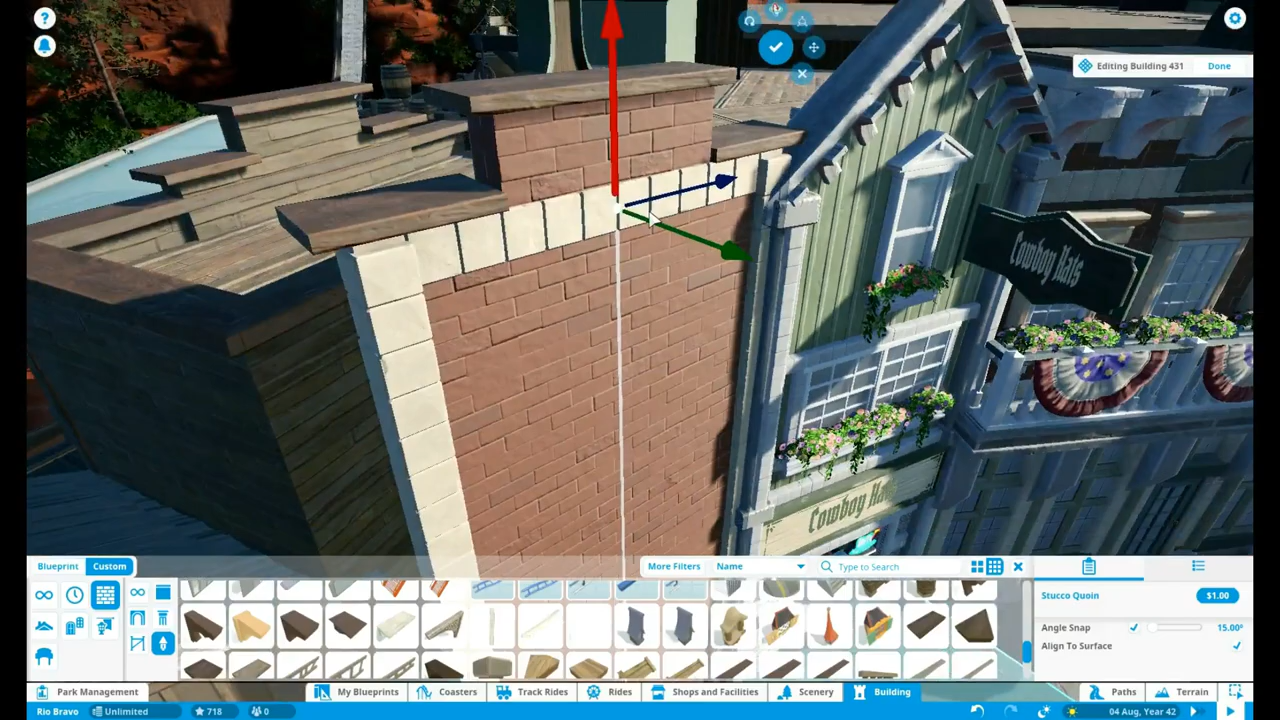 ?
Editing Building 431 Done
Cowboy Hats
Cowboy Hats
Blueprint Custom
More Filters Name Type to Search
Stucco Quoin $1.00
Angle Snap 15.00°
Align To Surface
Park Management My Blueprints Coasters Track Rides Rides Shops and Facilities Scenery Building Paths Terrain
Rio Bravo Unlimited 718 0 04 Aug, Year 42